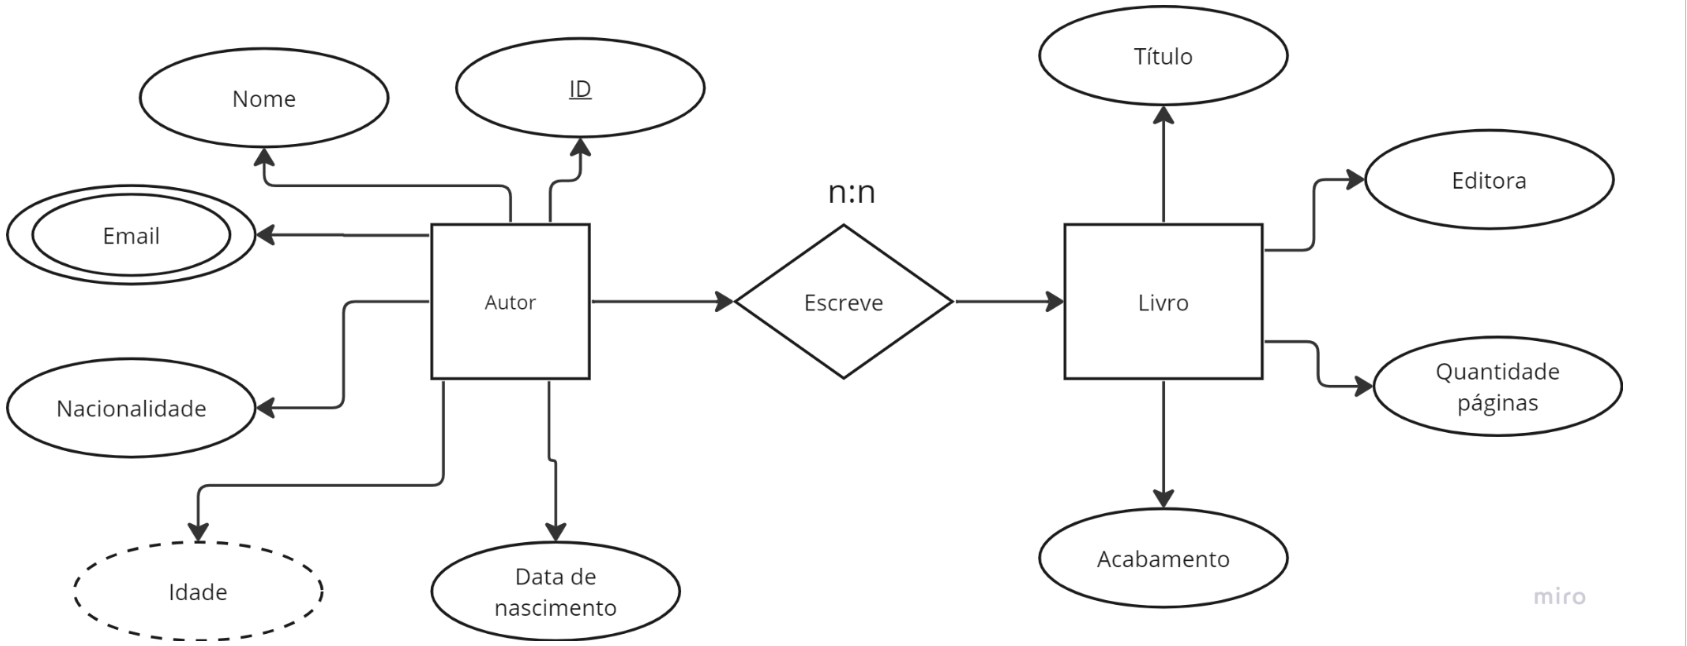 Título
Nome
ID
Editora
n:n
Email
Autor
Escreve
Livro
Quantidade
páginas
Nacionalidade
Acabamento
Idade
Data de
nascimento
miro